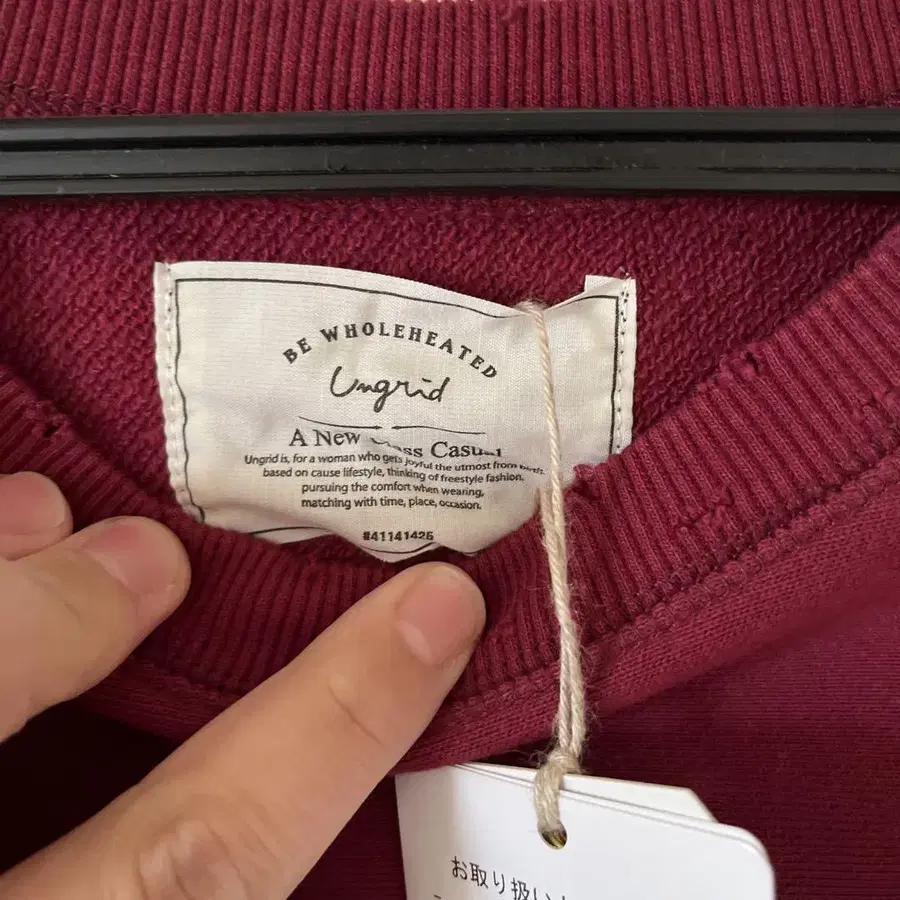 BE WHOLEHEATED
Ungrid
A New Casual
Ungrid is, for a woman who gets joyful the utmost from birth.
based on cause lifestyle, thinking of freestyle fashion.
pursuing the comfort when wearing,
matching with time, place, occasion.
#41141426
お取り扱い